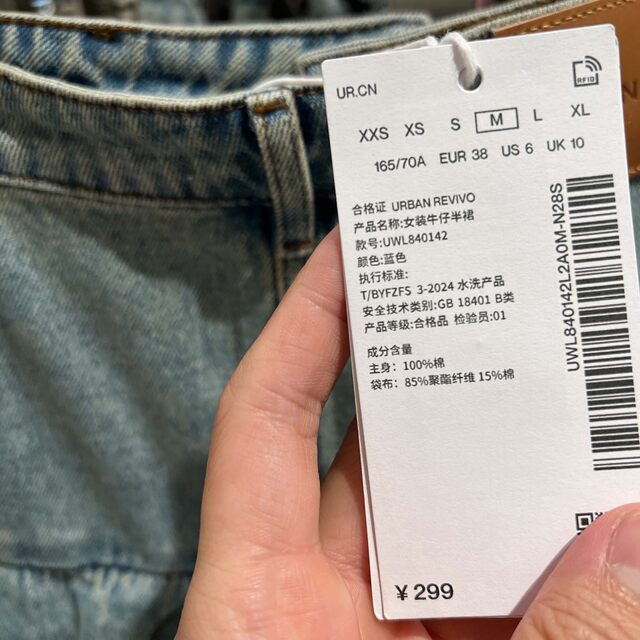 UR.CN
RFID
XXS XS S M L XL
165/70A EUR 38 US 6 UK 10
合格证 URBAN REVIVO
产品名称:女装牛仔半裙
款号:UWL840142
颜色:蓝色
执行标准:
T/BYFZFS 3-2024 水洗产品
安全技术类别:GB 18401 B类
产品等级:合格品 检验员:01
成分含量
主身: 100%棉
袋布: 85%聚酯纤维 15%棉
UWL840142L2A0M-N28S
¥299